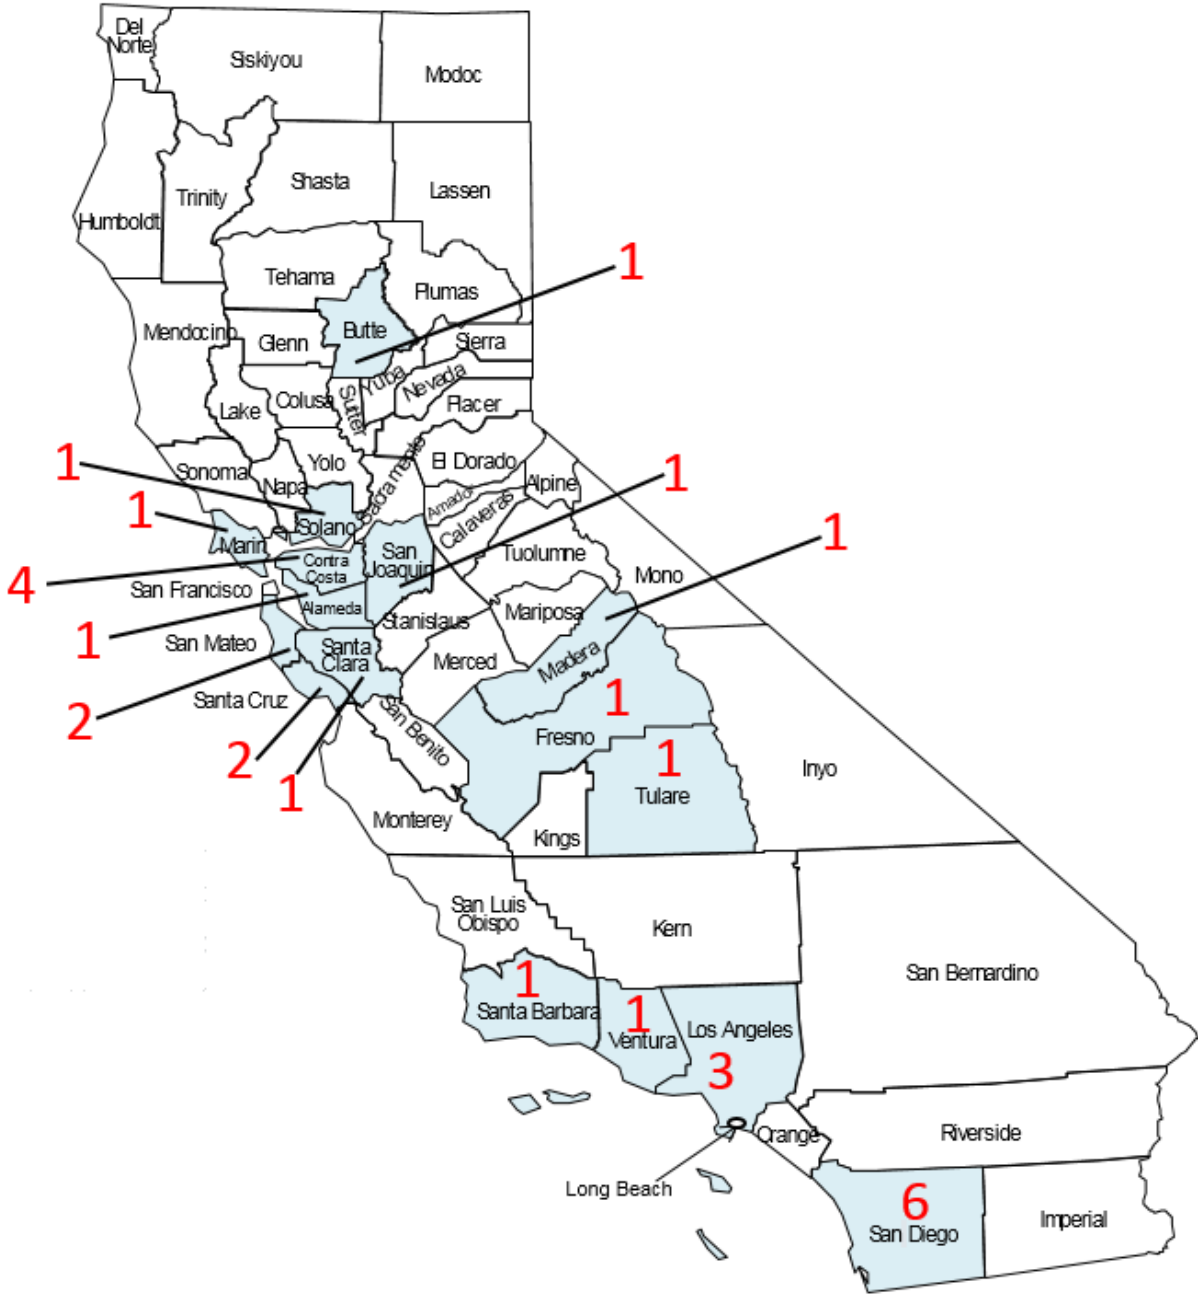 Del
Norte
Siskiyou
Modoc
Shasta
Lassen
Trinity
Humboldt
1
Tehama
Plumas
Mendocino
Butte
Glenn
Sierra
Yuba
Nevada
Colusa
Sutter
Lake
Placer
1
Sonoma
Yolo
Sacramento
El Dorado
1
Napa
Alpine
Amador
Calaveras
1
Solano
Marin
1
San
Joaquin
Tuolumne
Contra
Costa
Mono
4
San Francisco
Alameda
Mariposa
Stanislaus
1
San Mateo
Santa
Clara
Merced
Madera
Santa Cruz
1
2
San Benito
Fresno
2
1
1
Inyo
Tulare
Monterey
Kings
San Luis
Obispo
Kern
San Bernardino
1
Santa Barbara
1
Ventura
Los Angeles
3
Orange
Riverside
Long Beach
6
San Diego
Imperial